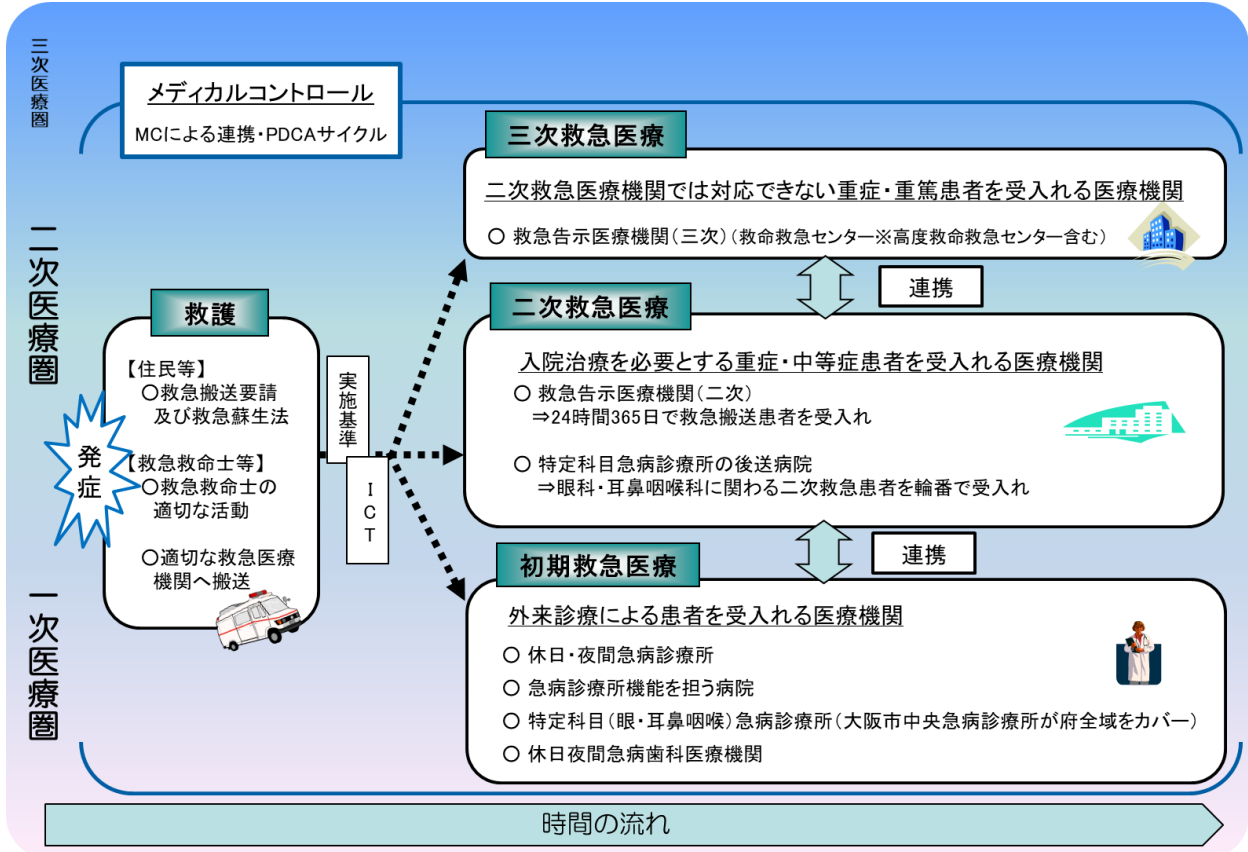 三次医療圏
メディカルコントロール
MCによる連携・PDCAサイクル
二次医療圏
一次医療圏
発症
救護
【住民等】
〇救急搬送要請
及び救急蘇生法
【救急救命士等】
〇救急救命士の
適切な活動
〇適切な救急医療
機関へ搬送
実施基準
ICT
三次救急医療
二次救急医療機関では対応できない重症・重篤患者を受入れる医療機関
〇 救急告示医療機関(三次)(救命救急センター※高度救命救急センター含む)
連携
二次救急医療
入院治療を必要とする重症・中等症患者を受入れる医療機関
〇 救急告示医療機関(二次)
⇒24時間365日で救急搬送患者を受入れ
〇 特定科目急病診療所の後送病院
⇒眼科・耳鼻咽喉科に関わる二次救急患者を輪番で受入れ
連携
初期救急医療
外来診療による患者を受入れる医療機関
〇 休日・夜間急病診療所
〇 急病診療所機能を担う病院
〇 特定科目(眼・耳鼻咽喉)急病診療所(大阪市中央急病診療所が府全域をカバー)
〇 休日夜間急病歯科医療機関
時間の流れ